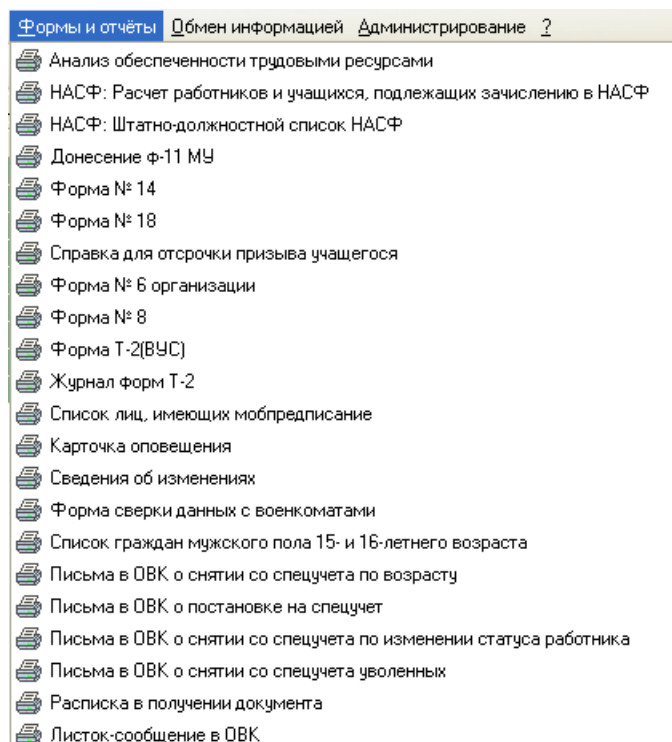 Формы и отчёты Обмен информацией Администрирование ?
Анализ обеспеченности трудовыми ресурсами
НАСФ: Расчет работников и учащихся, подлежащих зачислению в НАСФ
НАСФ: Штатно-должностной список НАСФ
Донесение ф-11 МУ
Форма № 14
Форма № 18
Справка для отсрочки призыва учащегося
Форма № 6 организации
Форма № 8
Форма Т-2(ВУС)
Журнал форм Т-2
Список лиц, имеющих мобпредписание
Карточка оповещения
Сведения об изменениях
Форма сверки данных с военкоматами
Список граждан мужского пола 15- и 16-летнего возраста
Письма в ОВК о снятии со спецучета по возрасту
Письма в ОВК о постановке на спецучет
Письма в ОВК о снятии со спецучета по изменении статуса работника
Письма в ОВК о снятии со спецучета уволенных
Расписка в получении документа
Листок-сообщение в ОВК